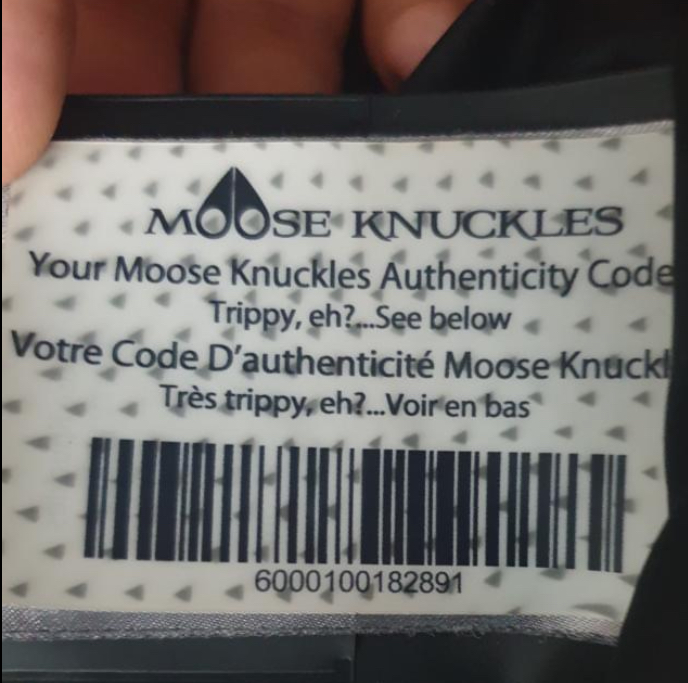 MOOSE KNUCKLES
Your Moose Knuckles Authenticity Code
Trippy, eh?...See below
Votre Code D'authenticité Moose Knuckl
Très trippy, eh?...Voir en bas
6000100182891